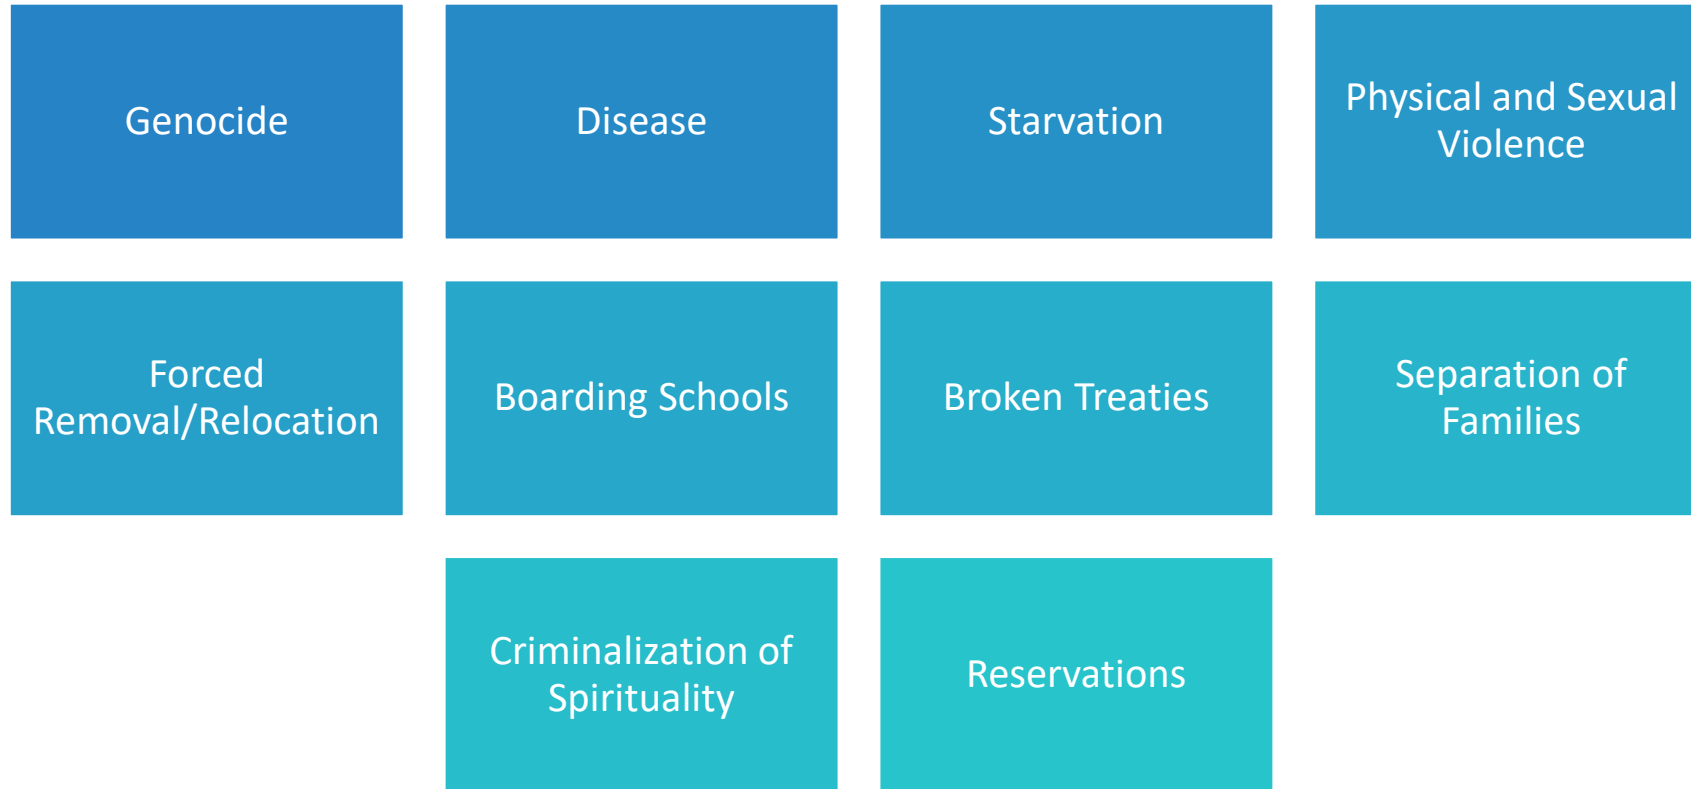 Genocide
Disease
Starvation
Physical and Sexual
Violence
Forced
Removal/Relocation
Boarding Schools
Broken Treaties
Separation of
Families
Criminalization of
Spirituality
Reservations